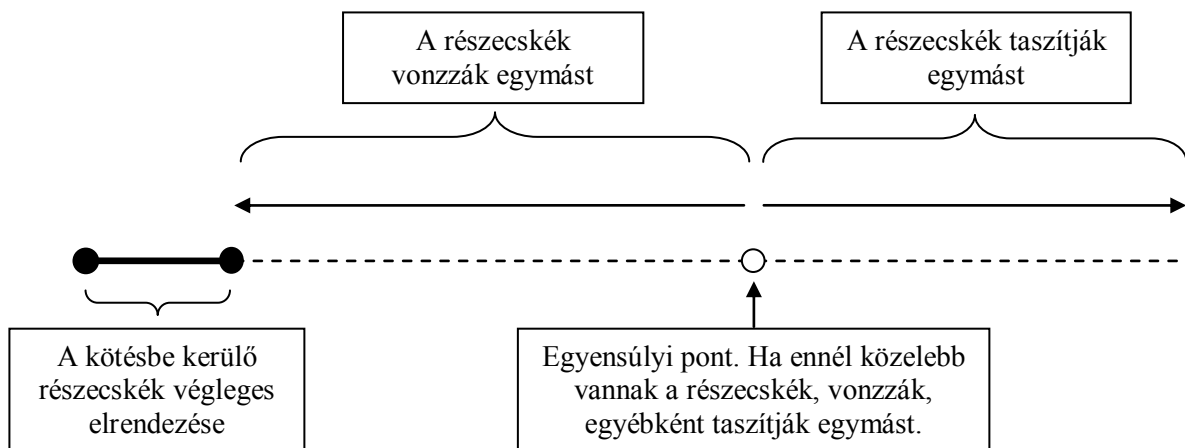 A részecskék
vonzzák egymást
A részecskék taszítják
egymást
A kötésbe kerülő
részecskék végleges
elrendezése
Egyensúlyi pont. Ha ennél közelebb
vannak a részecskék, vonzzák,
egyébként taszítják egymást.